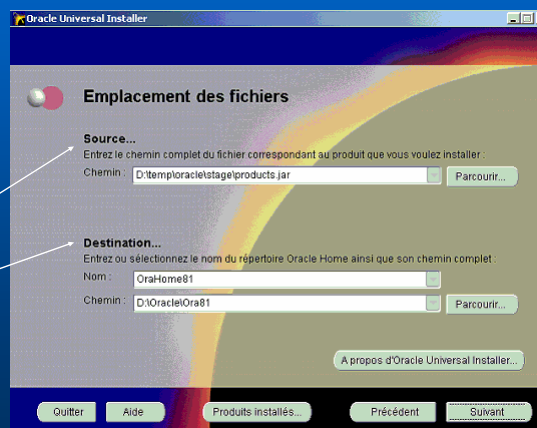 Oracle Universal Installer
Emplacement des fichiers
Source...
Entrez le chemin complet du fichier correspondant au produit que vous voulez installer :
Chemin : D:\temp\oracle\stage\products.jar Parcourir...
Destination...
Entrez ou sélectionnez le nom du répertoire Oracle Home ainsi que son chemin complet :
Nom : OraHome81
Chemin : D:\Oracle\Ora81 Parcourir...
A propos d'Oracle Universal Installer...
Quitter Aide Produits installés... Précédent Suivant